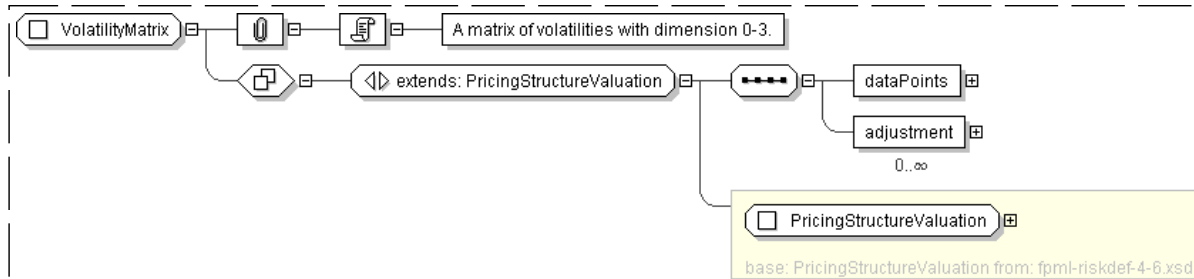 VolatilityMatrix
A matrix of volatilities with dimension 0-3.
extends: PricingStructureValuation
dataPoints
adjustment
0..∞
PricingStructureValuation
base: PricingStructureValuation from: fpml-riskdef-4-6.xsd